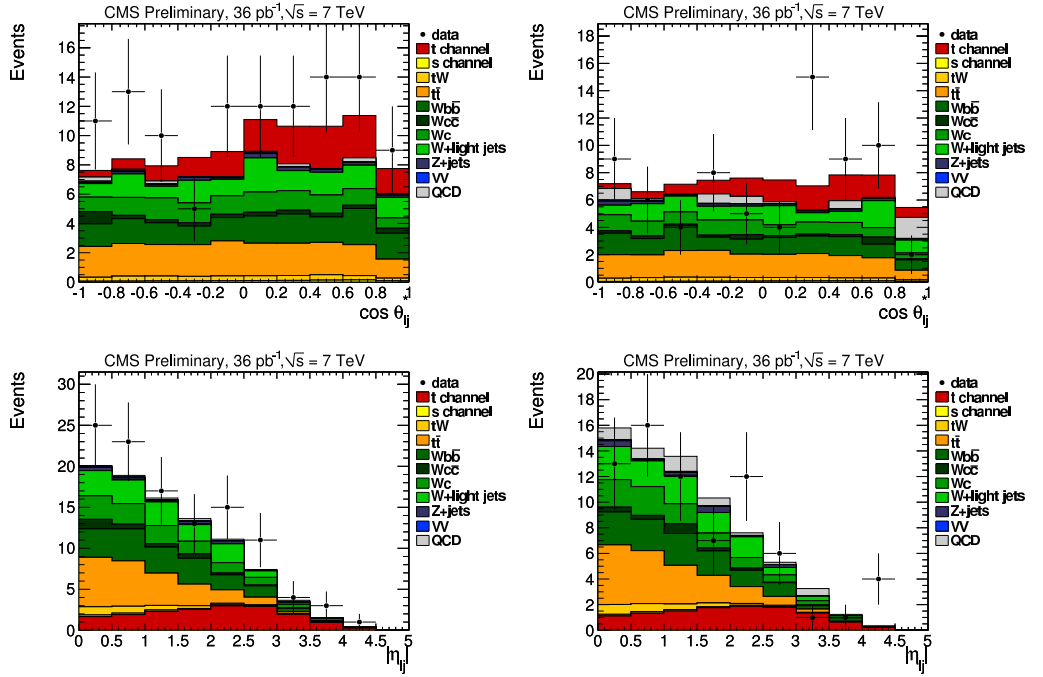 CMS Preliminary, 36 pb⁻¹,√s = 7 TeV
Events
16
14
12
10
8
6
4
2
0
-1 -0.8 -0.6 -0.4 -0.2 0 0.2 0.4 0.6 0.8 1
cos θ*lj
data
t channel
s channel
tW
tt̄
Wbb̄
Wcc̄
Wc
W+light jets
Z+jets
VV
QCD
CMS Preliminary, 36 pb⁻¹,√s = 7 TeV
Events
16
14
12
10
8
6
4
2
0
-1 -0.8 -0.6 -0.4 -0.2 0 0.2 0.4 0.6 0.8 1
cos θ*lj
data
t channel
s channel
tW
tt̄
Wbb̄
Wcc̄
Wc
W+light jets
Z+jets
VV
QCD
CMS Preliminary, 36 pb⁻¹,√s = 7 TeV
Events
30
25
20
15
10
5
0
0 0.5 1 1.5 2 2.5 3 3.5 4 4.5 5
|ηlj|
data
t channel
s channel
tW
tt̄
Wbb̄
Wcc̄
Wc
W+light jets
Z+jets
VV
QCD
CMS Preliminary, 36 pb⁻¹,√s = 7 TeV
Events
20
18
16
14
12
10
8
6
4
2
0
0 0.5 1 1.5 2 2.5 3 3.5 4 4.5 5
|ηlj|
data
t channel
s channel
tW
tt̄
Wbb̄
Wcc̄
Wc
W+light jets
Z+jets
VV
QCD